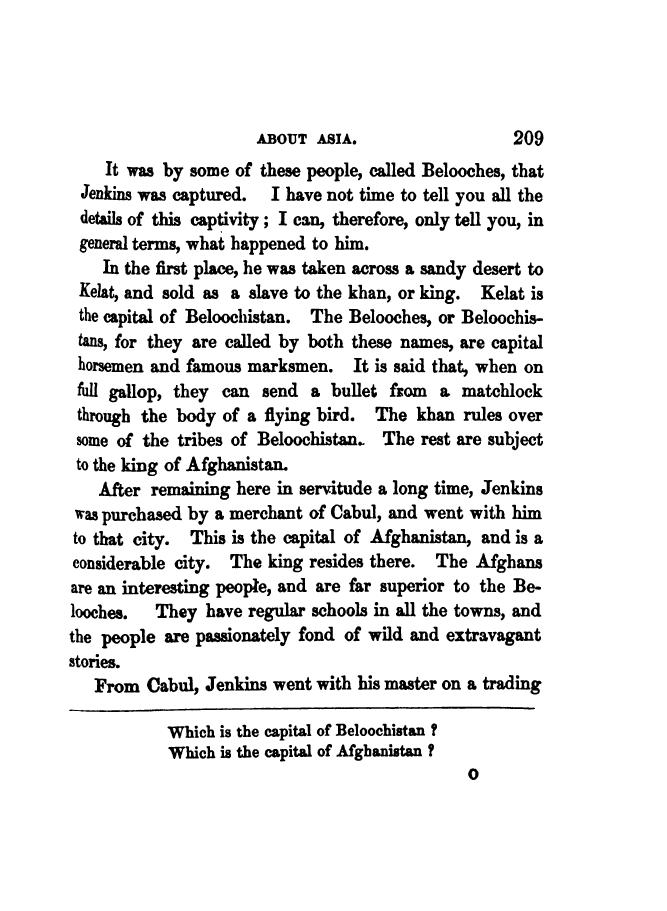 ABOUT ASIA. 209
It was by some of these people, called Belooches, that
Jenkins was captured. I have not time to tell you all the
details of this captivity; I can, therefore, only tell you, in
general terms, what happened to him.
In the first place, he was taken across a sandy desert to
Kelat, and sold as a slave to the khan, or king. Kelat is
the capital of Beloochistan. The Belooches, or Beloochis-
tans, for they are called by both these names, are capital
horsemen and famous marksmen. It is said that, when on
full gallop, they can send a bullet from a matchlock
through the body of a flying bird. The khan rules over
some of the tribes of Beloochistan. The rest are subject
to the king of Afghanistan.
After remaining here in servitude a long time, Jenkins
was purchased by a merchant of Cabul, and went with him
to that city. This is the capital of Afghanistan, and is a
considerable city. The king resides there. The Afghans
are an interesting people, and are far superior to the Be-
looches. They have regular schools in all the towns, and
the people are passionately fond of wild and extravagant
stories.
From Cabul, Jenkins went with his master on a trading
Which is the capital of Beloochistan?
Which is the capital of Afghanistan?
O